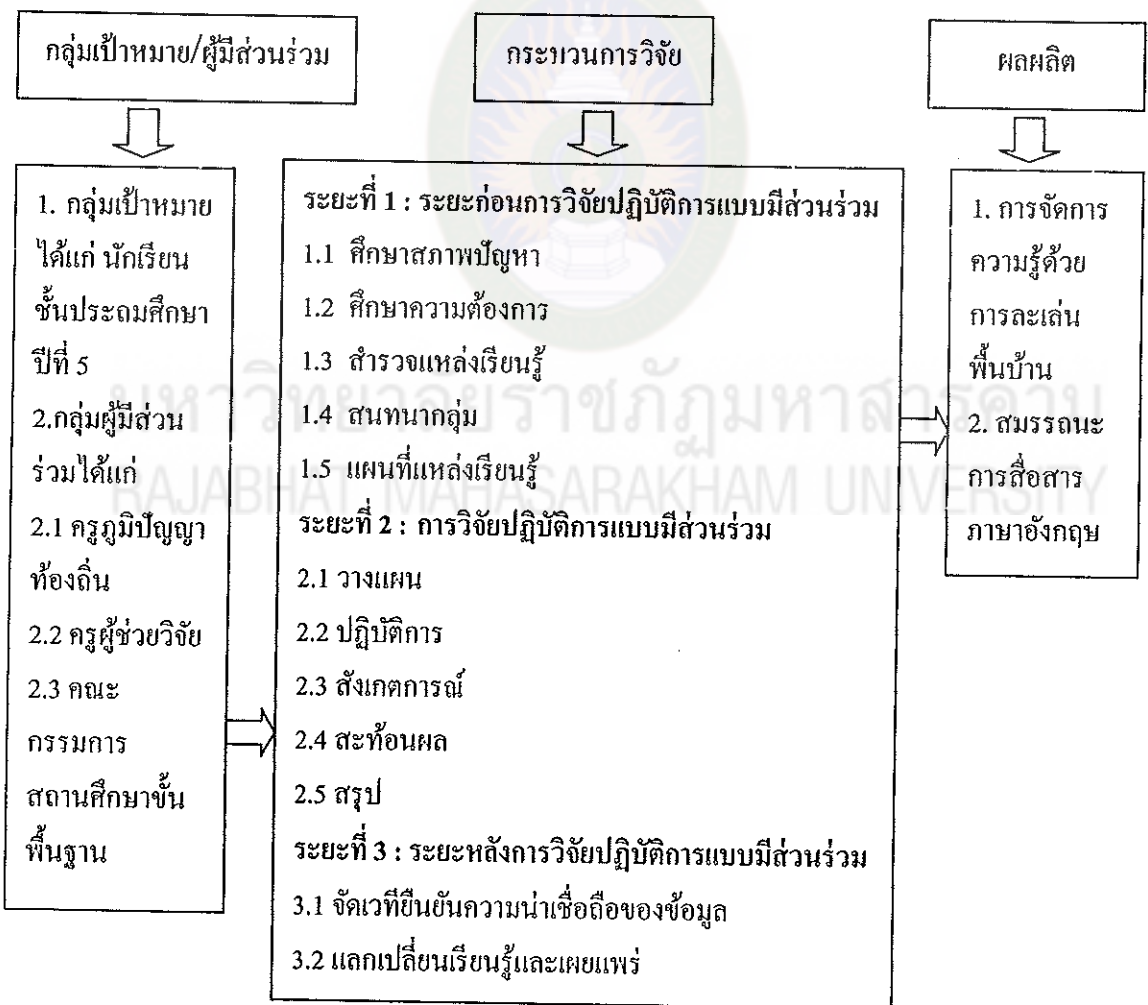 กลุ่มเป้าหมาย/ผู้มีส่วนร่วม
กระบวนการวิจัย
ผลผลิต
1. กลุ่มเป้าหมาย
ได้แก่ นักเรียน
ชั้นประถมศึกษา
ปีที่ 5
2.กลุ่มผู้มีส่วน
ร่วมได้แก่
2.1 ครูภูมิปัญญา
ท้องถิ่น
2.2 ครูผู้ช่วยวิจัย
2.3 คณะ
กรรมการ
สถานศึกษาขั้น
พื้นฐาน
ระยะที่ 1 : ระยะก่อนการวิจัยปฏิบัติการแบบมีส่วนร่วม
1.1 ศึกษาสภาพปัญหา
1.2 ศึกษาความต้องการ
1.3 สำรวจแหล่งเรียนรู้
1.4 สนทนากลุ่ม
1.5 แผนที่แหล่งเรียนรู้
ระยะที่ 2 : การวิจัยปฏิบัติการแบบมีส่วนร่วม
2.1 วางแผน
2.2 ปฏิบัติการ
2.3 สังเกตการณ์
2.4 สะท้อนผล
2.5 สรุป
ระยะที่ 3 : ระยะหลังการวิจัยปฏิบัติการแบบมีส่วนร่วม
3.1 จัดเวทียืนยันความน่าเชื่อถือของข้อมูล
3.2 แลกเปลี่ยนเรียนรู้และเผยแพร่
1. การจัดการ
ความรู้ด้วย
การละเล่น
พื้นบ้าน
2. สมรรถนะ
การสื่อสาร
ภาษาอังกฤษ
มหาวิทยาลัยราชภัฏมหาสารคาม
RAJABHAT MAHASARAKHAM UNIVERSITY